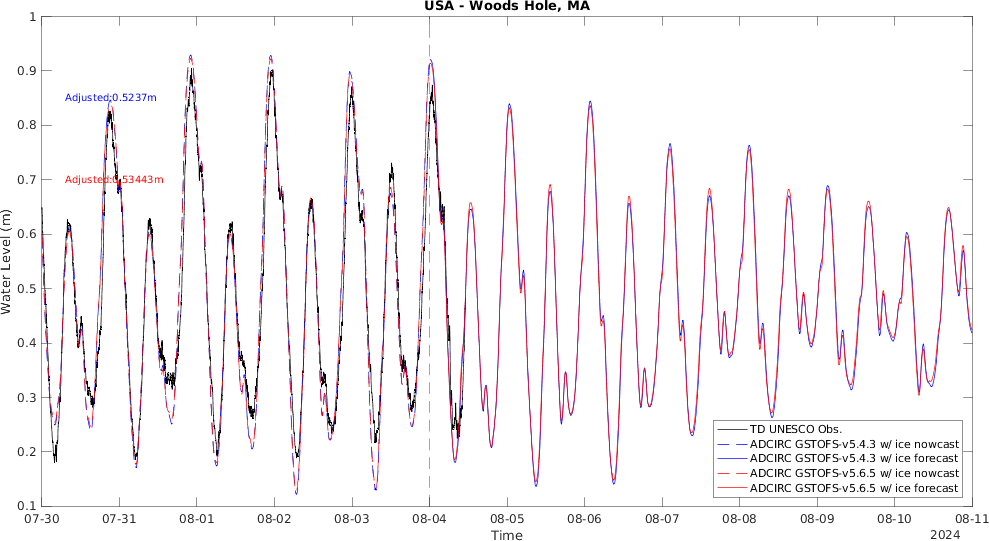 USA - Woods Hole, MA
1
0.9
0.8
0.7
0.6
0.5
0.4
0.3
0.2
0.1
Water Level (m)
Adjusted:0.5237m
Adjusted:0.53443m
TD UNESCO Obs.
ADCIRC GSTOFS-v5.4.3 w/ ice nowcast
ADCIRC GSTOFS-v5.4.3 w/ ice forecast
ADCIRC GSTOFS-v5.6.5 w/ ice nowcast
ADCIRC GSTOFS-v5.6.5 w/ ice forecast
07-30 07-31 08-01 08-02 08-03 08-04 08-05 08-06 08-07 08-08 08-09 08-10 08-11
Time
2024